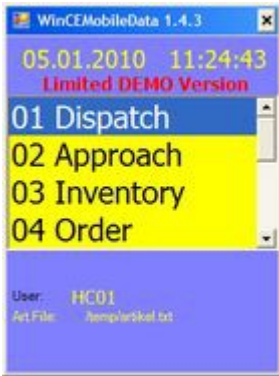 WinCEMobileData 1.4.3
05.01.2010 11:24:43
Limited DEMO Version
01 Dispatch
02 Approach
03 Inventory
04 Order
User: HC01
Art.File: /temp/artikel.txt